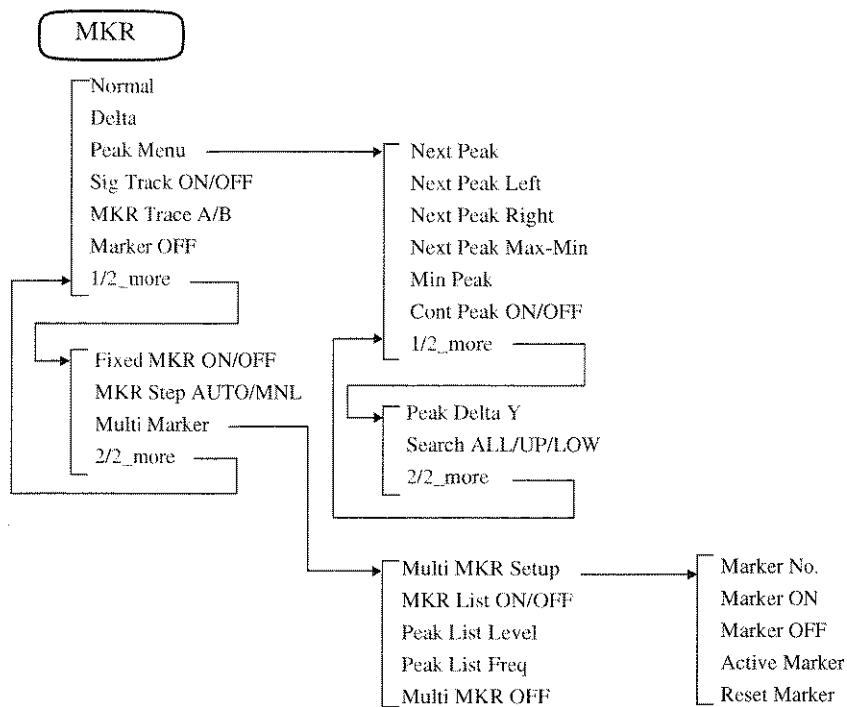 MKR
Normal
Delta
Peak Menu
Sig Track ON/OFF
MKR Trace A/B
Marker OFF
1/2_more
Fixed MKR ON/OFF
MKR Step AUTO/MNL
Multi Marker
2/2_more
Next Peak
Next Peak Left
Next Peak Right
Next Peak Max-Min
Min Peak
Cont Peak ON/OFF
1/2_more
Peak Delta Y
Search ALL/UP/LOW
2/2_more
Multi MKR Setup
MKR List ON/OFF
Peak List Level
Peak List Freq
Multi MKR OFF
Marker No.
Marker ON
Marker OFF
Active Marker
Reset Marker